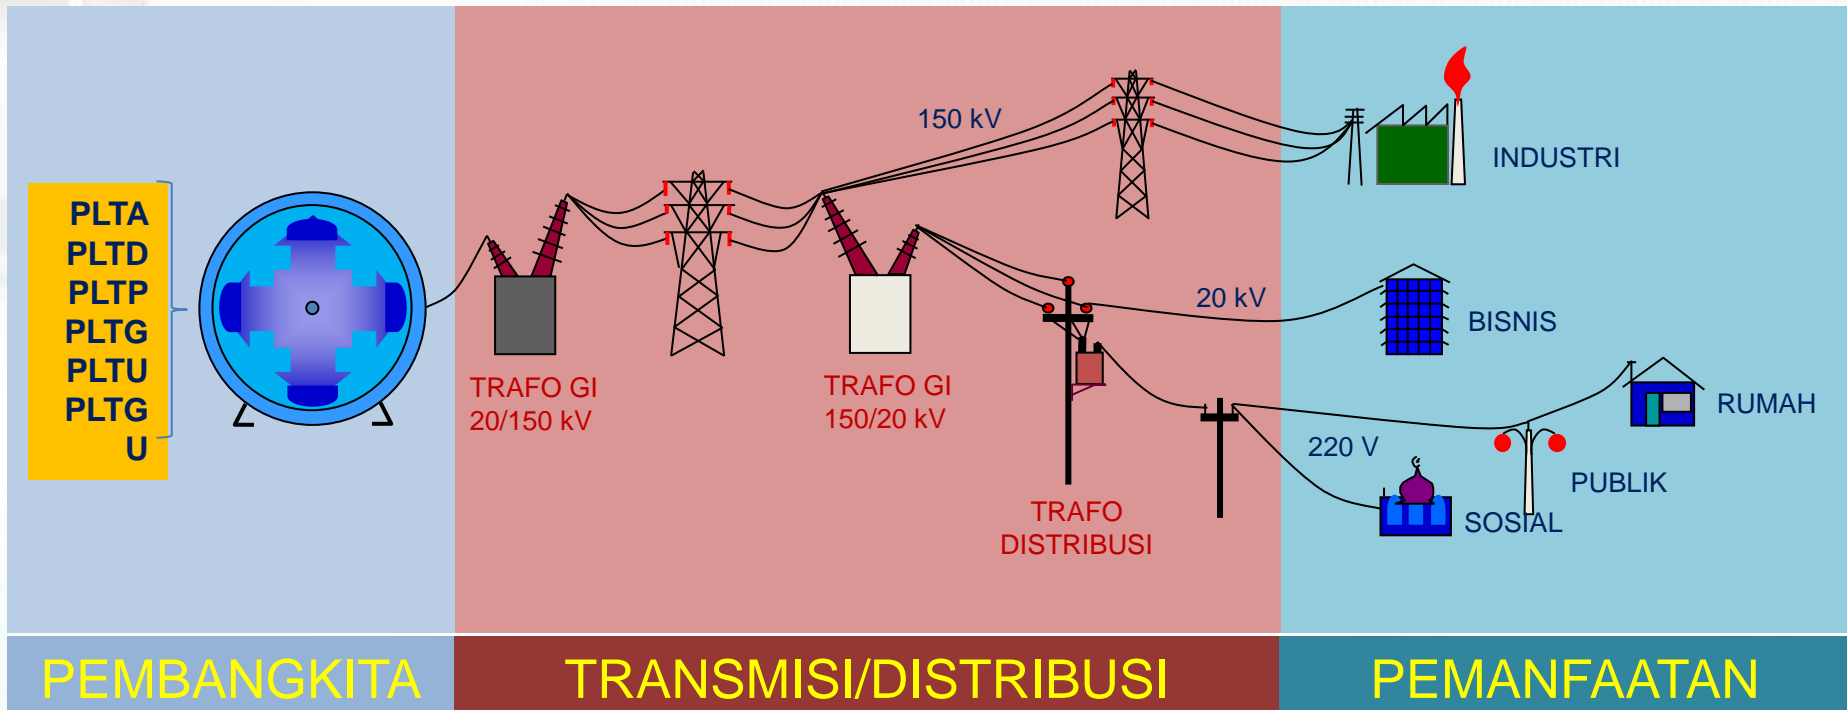 PLTA
PLTD
PLTP
PLTG
PLTU
PLTG
U
TRAFO GI
20/150 kV
TRAFO GI
150/20 kV
150 kV
20 kV
220 V
TRAFO
DISTRIBUSI
INDUSTRI
BISNIS
RUMAH
PUBLIK
SOSIAL
PEMBANGKITA
TRANSMISI/DISTRIBUSI
PEMANFAATAN